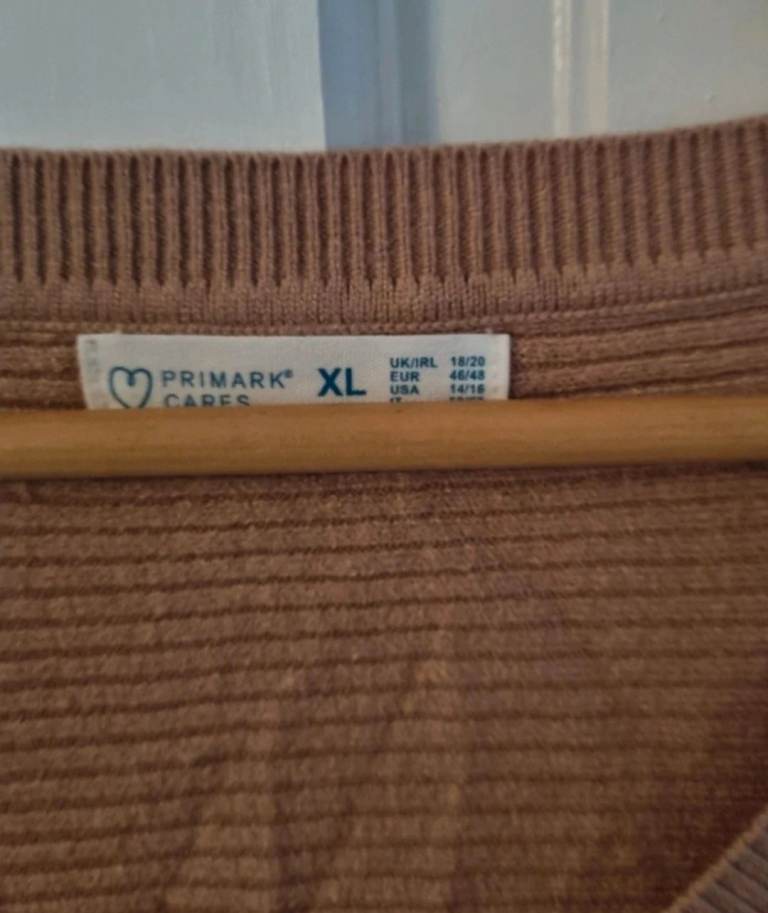 PRIMARK® CARES
XL
UK/IRL 18/20
EUR 46/48
USA 14/16